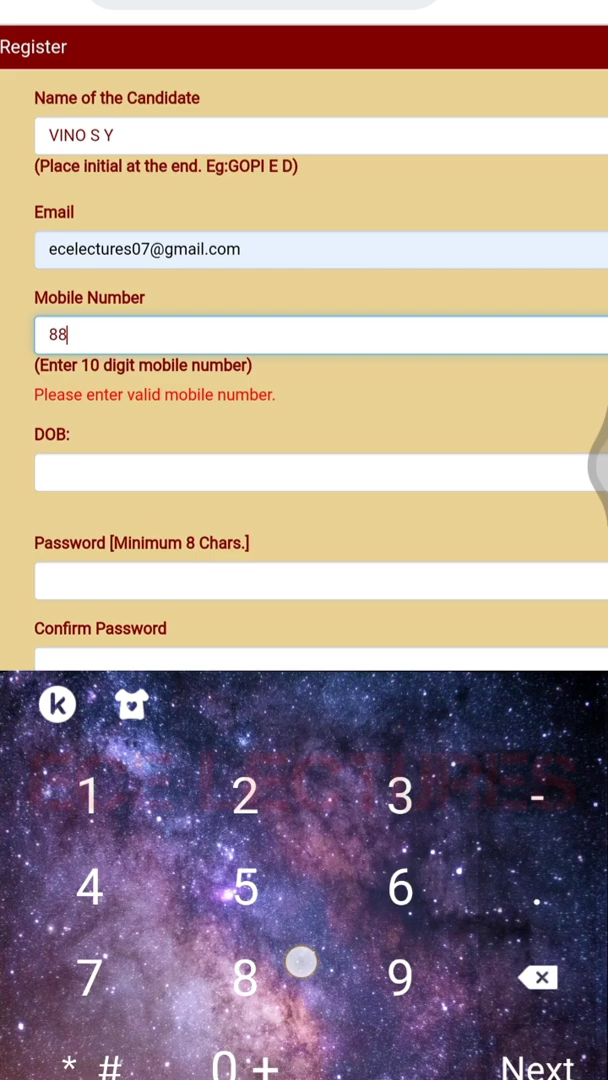 Register
Name of the Candidate
VINO S Y
(Place initial at the end. Eg:GOPI E D)
Email
ecelectures07@gmail.com
Mobile Number
88
(Enter 10 digit mobile number)
Please enter valid mobile number.
DOB:
Password [Minimum 8 Chars.]
Confirm Password
k
ECE LECTURES
1 2 3 -
4 5 6 .
7 8 9
* # 0 + Next